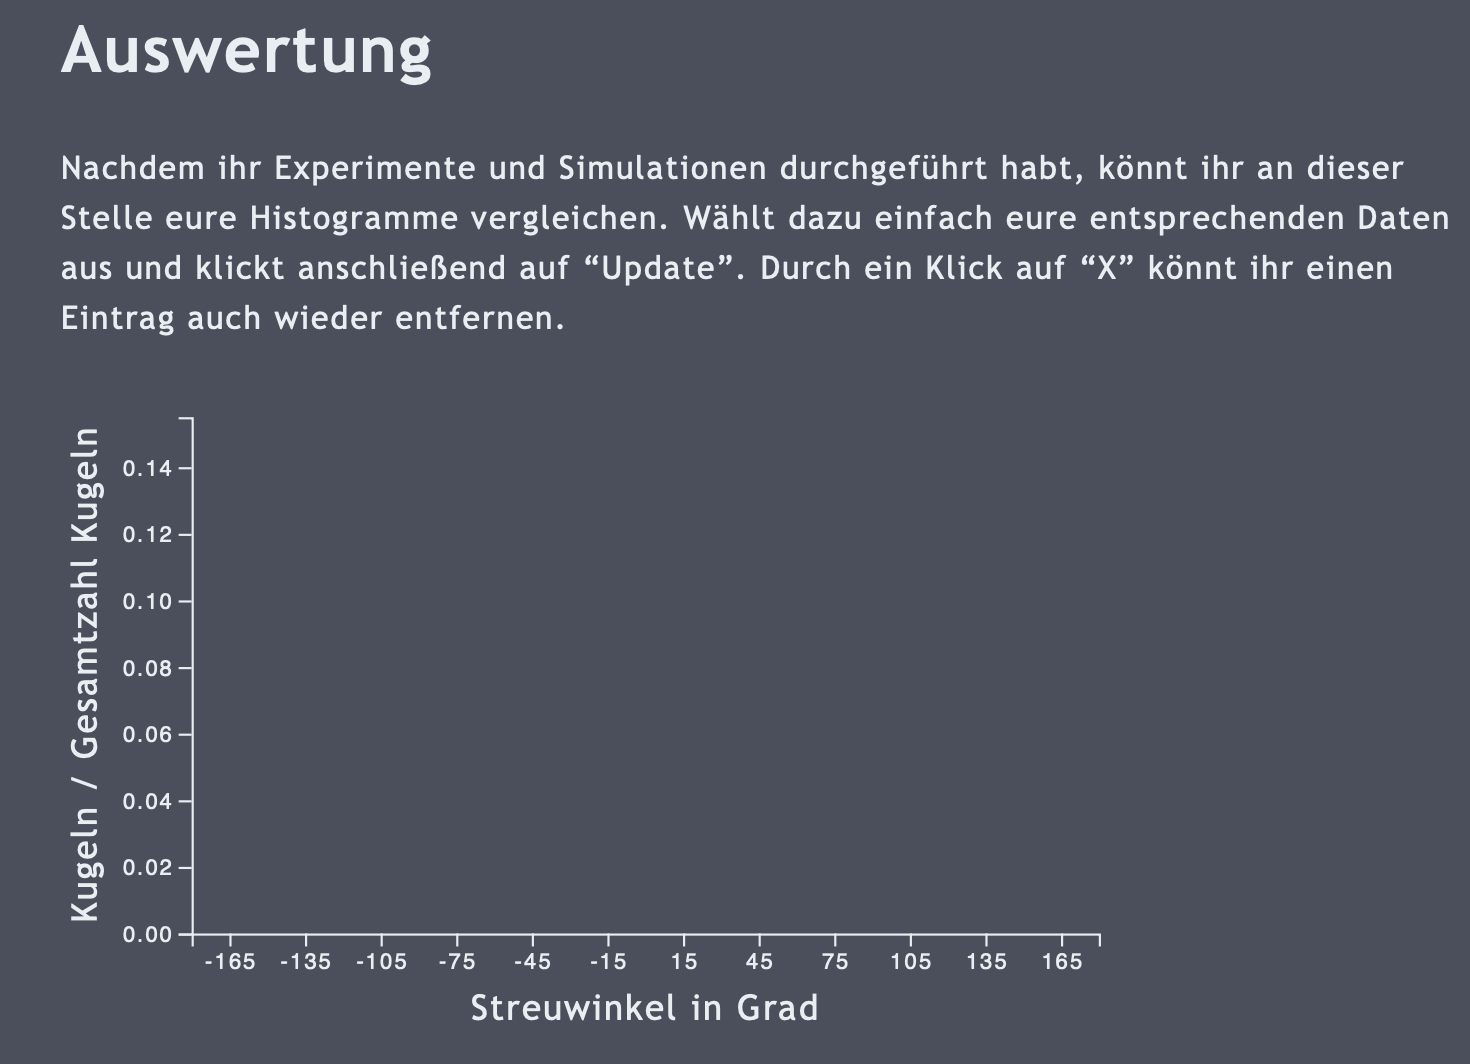 Auswertung
Nachdem ihr Experimente und Simulationen durchgeführt habt, könnt ihr an dieser
Stelle eure Histogramme vergleichen. Wählt dazu einfach eure entsprechenden Daten
aus und klickt anschließend auf “Update”. Durch ein Klick auf “X” könnt ihr einen
Eintrag auch wieder entfernen.
Kugeln / Gesamtzahl Kugeln
0.14
0.12
0.10
0.08
0.06
0.04
0.02
0.00
-165 -135 -105 -75 -45 -15 15 45 75 105 135 165
Streuwinkel in Grad